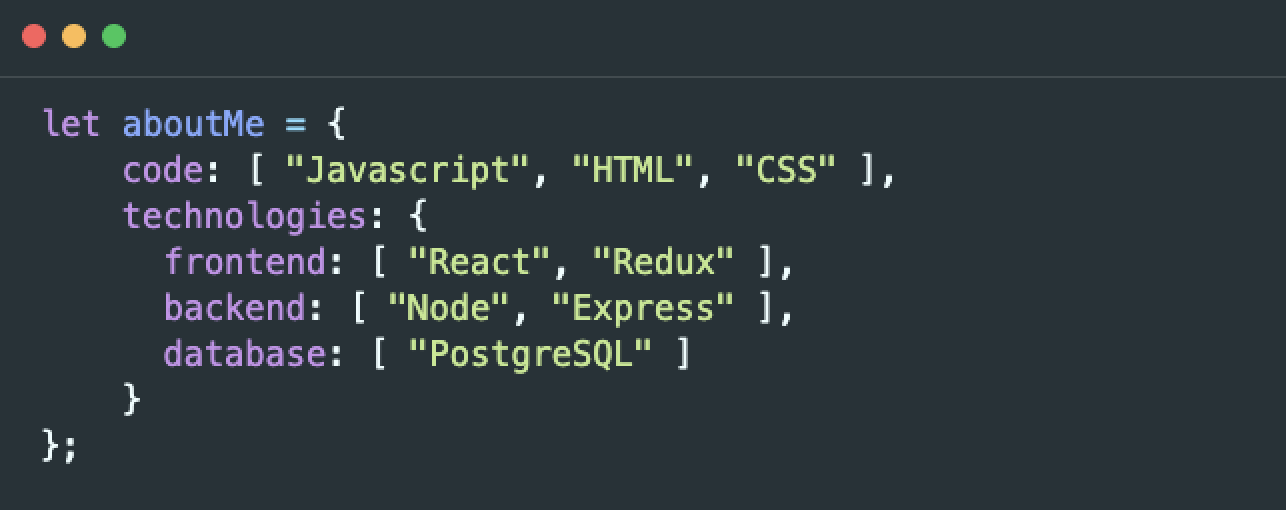 let aboutMe = {
    code: [ "Javascript", "HTML", "CSS" ],
    technologies: {
      frontend: [ "React", "Redux" ],
      backend: [ "Node", "Express" ],
      database: [ "PostgreSQL" ]
    }
};